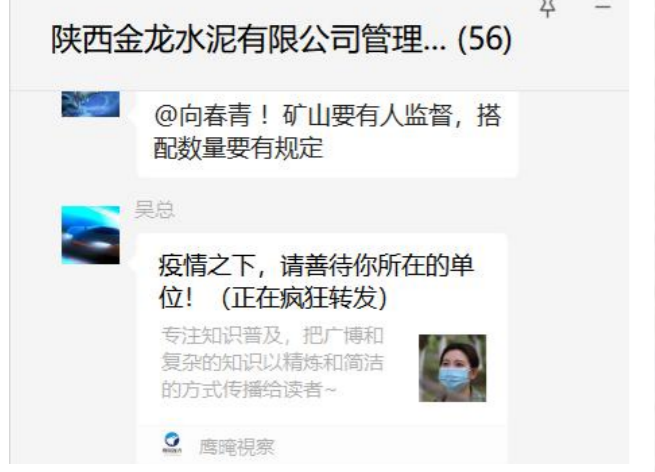 陕西金龙水泥有限公司管理... (56)
@向春青！矿山要有人监督，搭
配数量要有规定
吴总
疫情之下，请善待你所在的单
位！（正在疯狂转发）
专注知识普及，把广博和
复杂的知识以精炼和简洁
的方式传播给读者~
鹰唵視察